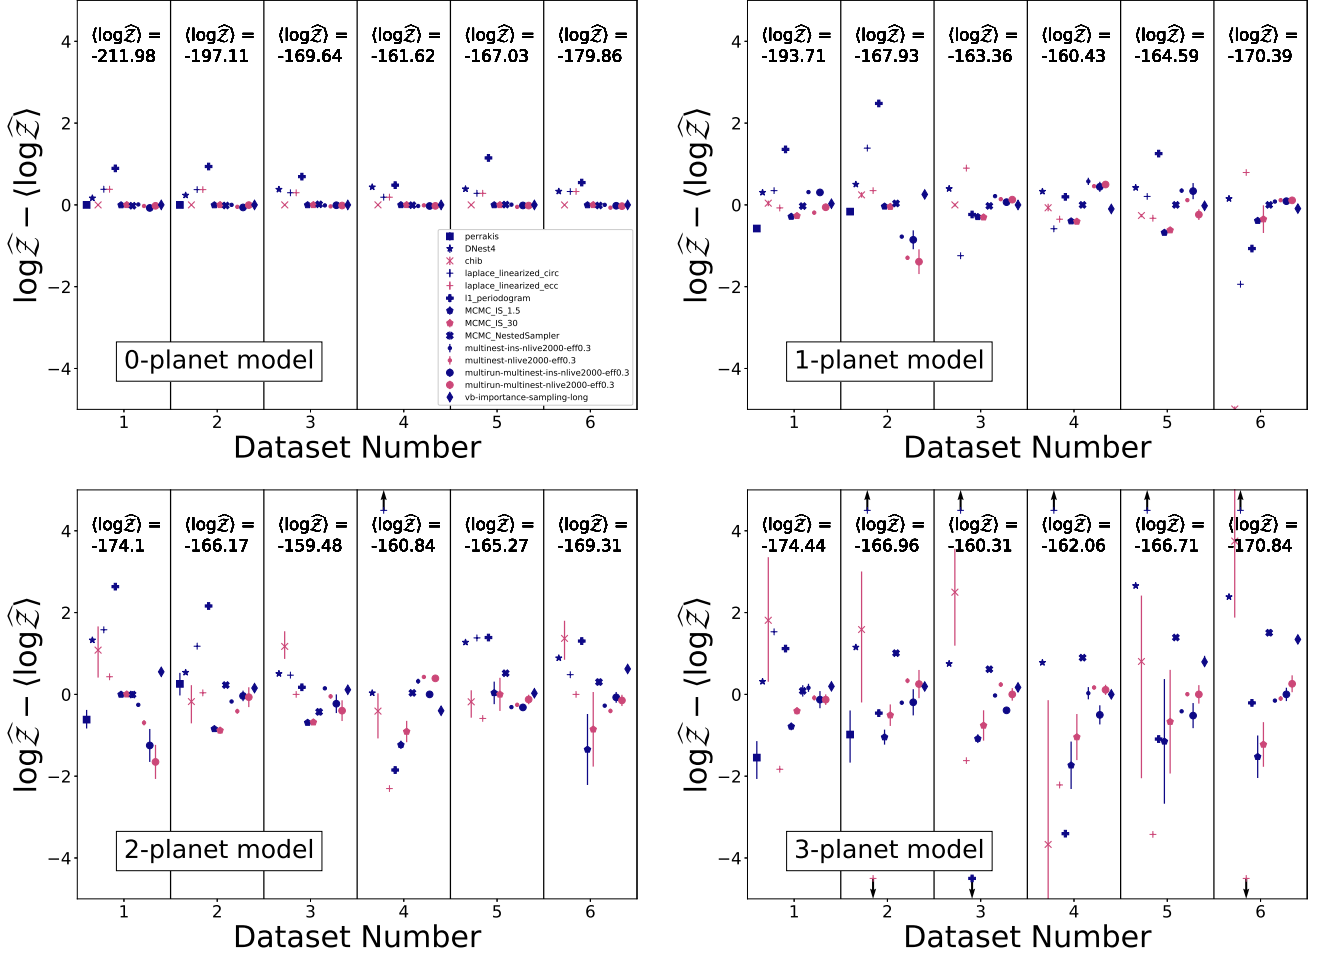 ⟨logẐ⟩ = ⟨logẐ⟩ = ⟨logẐ⟩ = ⟨logẐ⟩ = ⟨logẐ⟩ = ⟨logẐ⟩ =
-211.98 -197.11 -169.64 -161.62 -167.03 -179.86
4
2
0
−2
−4
logẐ − ⟨logẐ⟩
perrakis
DNest4
chib
laplace_linearized_circ
laplace_linearized_ecc
l1_periodogram
MCMC_IS_1.5
MCMC_IS_30
MCMC_NestedSampler
multinest-ins-nlive2000-eff0.3
multinest-nlive2000-eff0.3
multirun-multinest-ins-nlive2000-eff0.3
multirun-multinest-nlive2000-eff0.3
vb-importance-sampling-long
0-planet model
1 2 3 4 5 6
Dataset Number
⟨logẐ⟩ = ⟨logẐ⟩ = ⟨logẐ⟩ = ⟨logẐ⟩ = ⟨logẐ⟩ = ⟨logẐ⟩ =
-193.71 -167.93 -163.36 -160.43 -164.59 -170.39
4
2
0
−2
−4
logẐ − ⟨logẐ⟩
1-planet model
1 2 3 4 5 6
Dataset Number
⟨logẐ⟩ = ⟨logẐ⟩ = ⟨logẐ⟩ = ⟨logẐ⟩ = ⟨logẐ⟩ = ⟨logẐ⟩ =
-174.1 -166.17 -159.48 -160.84 -165.27 -169.31
4
2
0
−2
−4
logẐ − ⟨logẐ⟩
2-planet model
1 2 3 4 5 6
Dataset Number
⟨logẐ⟩ = ⟨logẐ⟩ = ⟨logẐ⟩ = ⟨logẐ⟩ = ⟨logẐ⟩ = ⟨logẐ⟩ =
-174.44 -166.96 -160.31 -162.06 -166.71 -170.84
4
2
0
−2
−4
logẐ − ⟨logẐ⟩
3-planet model
1 2 3 4 5 6
Dataset Number